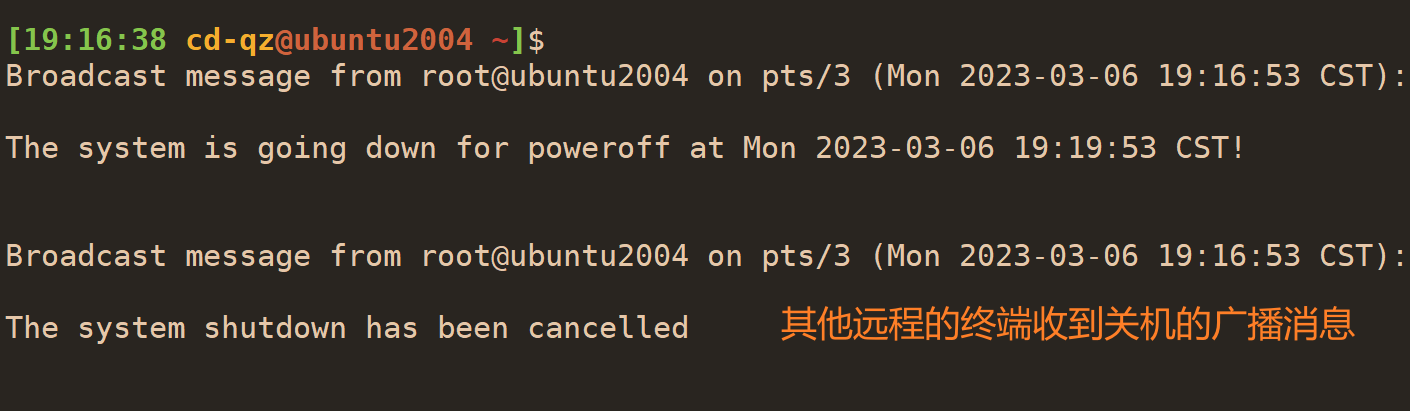 [19:16:38 cd-qz@ubuntu2004 ~]$
Broadcast message from root@ubuntu2004 on pts/3 (Mon 2023-03-06 19:16:53 CST):
The system is going down for poweroff at Mon 2023-03-06 19:19:53 CST!
Broadcast message from root@ubuntu2004 on pts/3 (Mon 2023-03-06 19:16:53 CST):
The system shutdown has been cancelled
其他远程的终端收到关机的广播消息